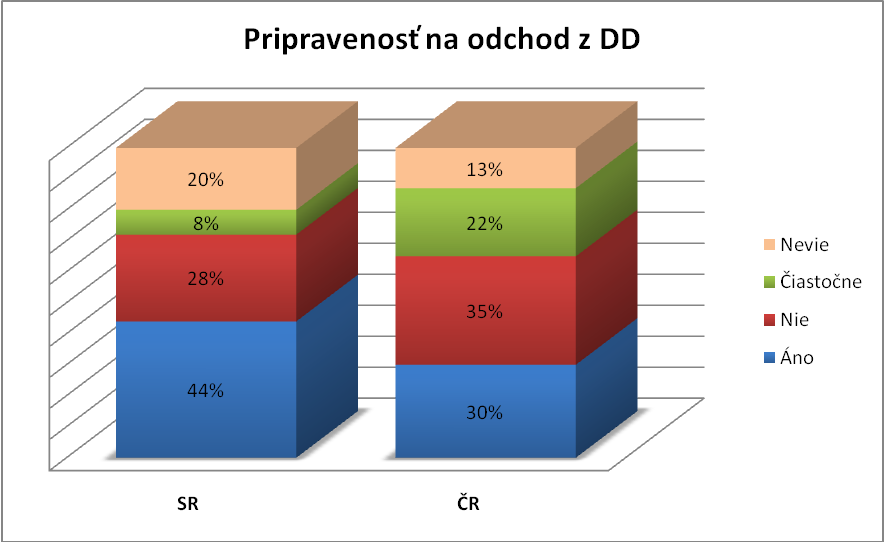 Pripravenosť na odchod z DD
20%
8%
28%
44%
13%
22%
35%
30%
SR
ČR
Nevie
Čiastočne
Nie
Áno